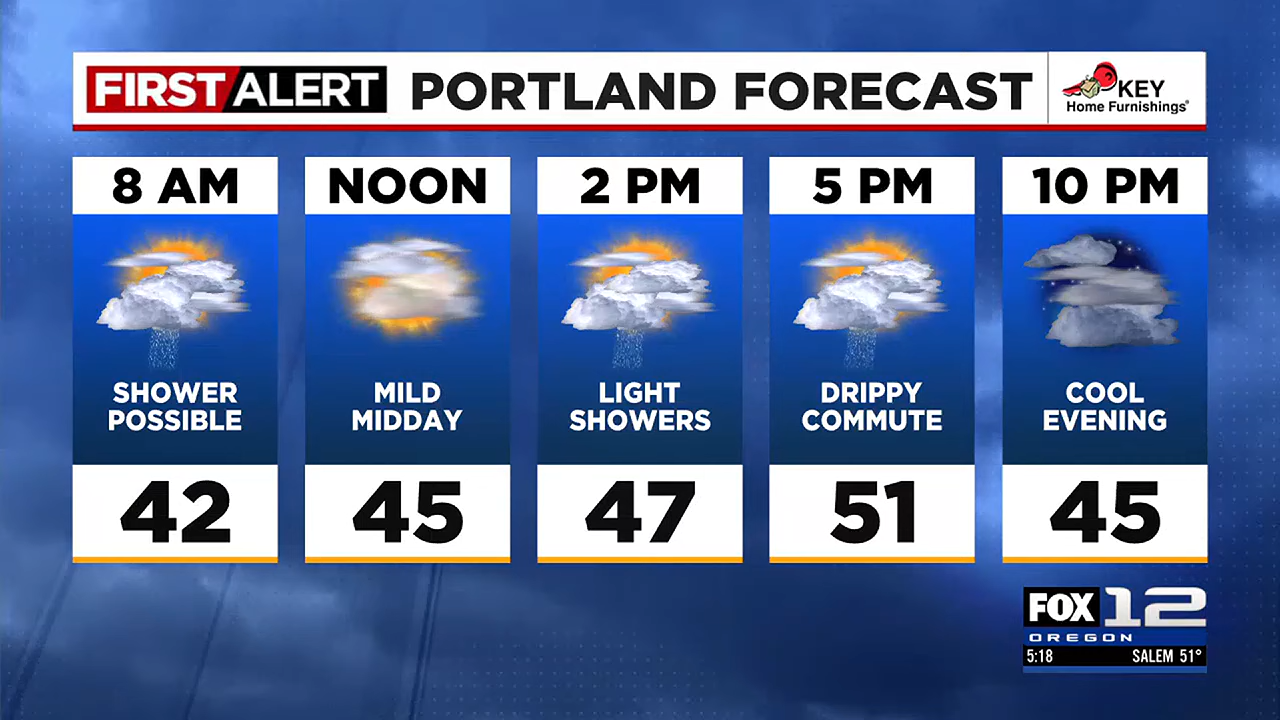 FIRST ALERT PORTLAND FORECAST
KEY
Home Furnishings®
8 AM
SHOWER
POSSIBLE
42
NOON
MILD
MIDDAY
45
2 PM
LIGHT
SHOWERS
47
5 PM
DRIPPY
COMMUTE
51
10 PM
COOL
EVENING
45
FOX 12
OREGON
5:18 SALEM 51°